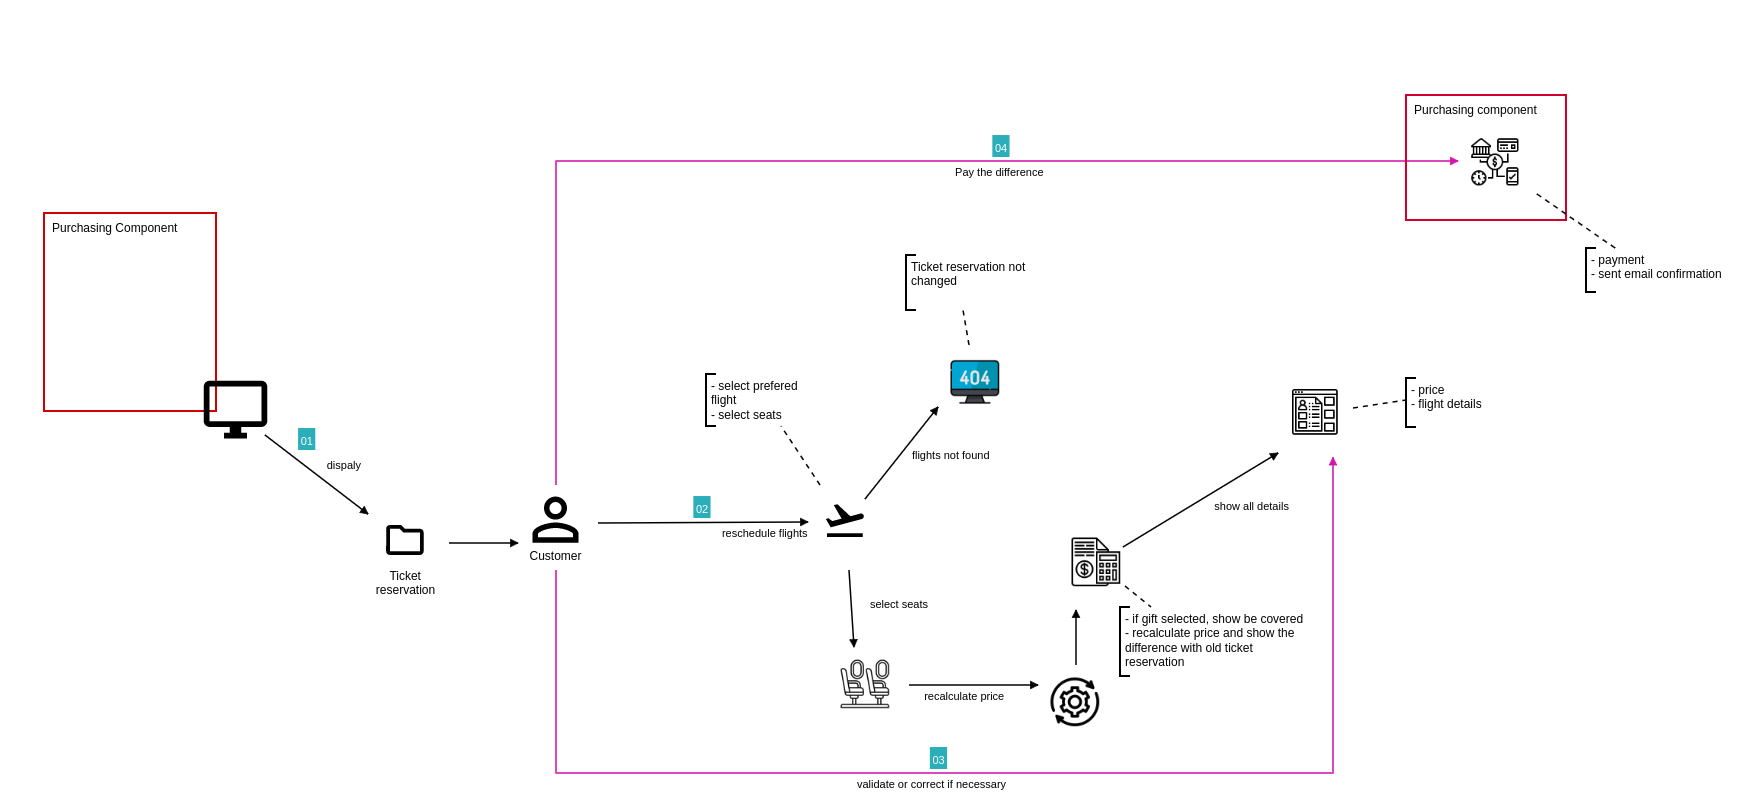 Purchasing component
04
Pay the difference
Purchasing Component
- payment
- sent email confirmation
Ticket reservation not
changed
404
- select prefered
flight
- select seats
- price
- flight details
01
dispaly
flights not found
02
reschedule flights
show all details
Customer
Ticket
reservation
select seats
- if gift selected, show be covered
- recalculate price and show the
difference with old ticket
reservation
recalculate price
03
validate or correct if necessary